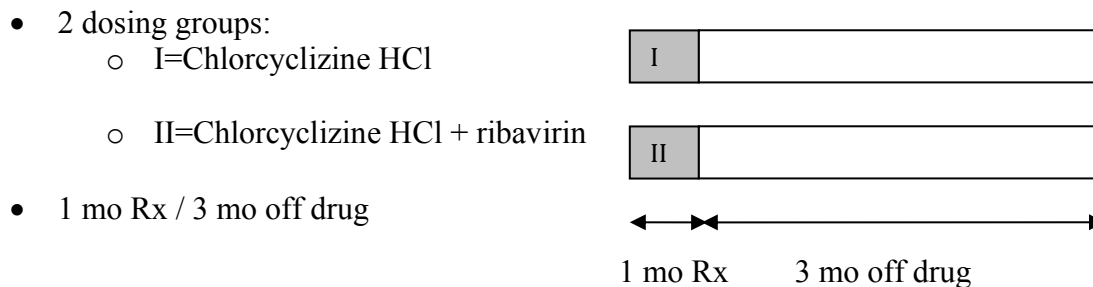 • 2 dosing groups:
o I=Chlorcyclizine HCl
o II=Chlorcyclizine HCl + ribavirin
• 1 mo Rx / 3 mo off drug
I
II
1 mo Rx 3 mo off drug